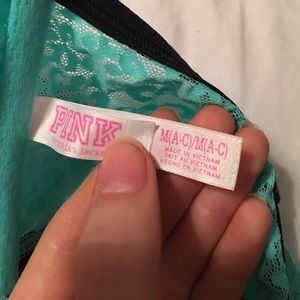 PINK
VICTORIA'S SECRET
M(A-C)/M(A-C)
MADE IN VIETNAM
FAIT AU VIETNAM
HECHO EN VIETNAM